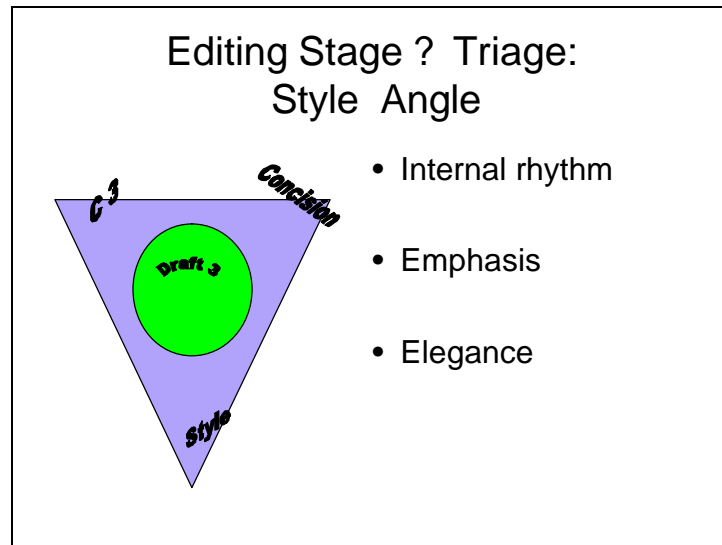 Editing Stage ? Triage:
Style Angle
C 3
Concision
Draft 3
Style
• Internal rhythm
• Emphasis
• Elegance